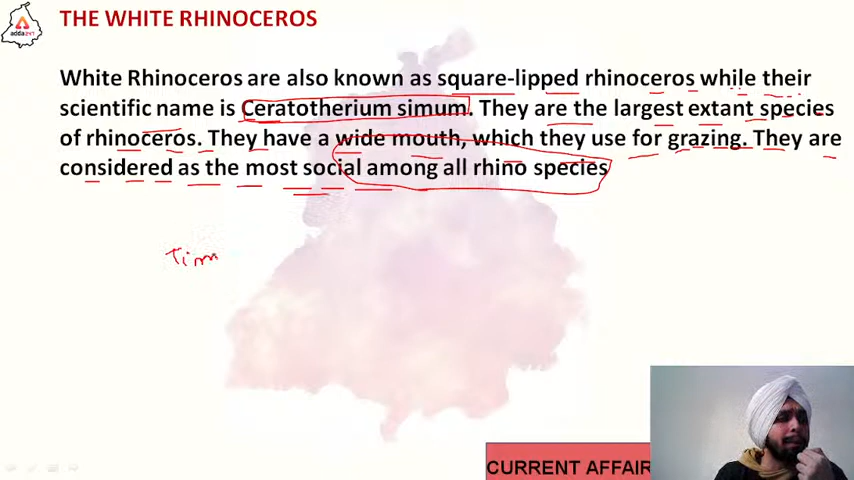 THE WHITE RHINOCEROS
adda247
White Rhinoceros are also known as square-lipped rhinoceros while their
scientific name is Ceratotherium simum. They are the largest extant species
of rhinoceros. They have a wide mouth, which they use for grazing. They are
considered as the most social among all rhino species
Tim
CURRENT AFFAIR